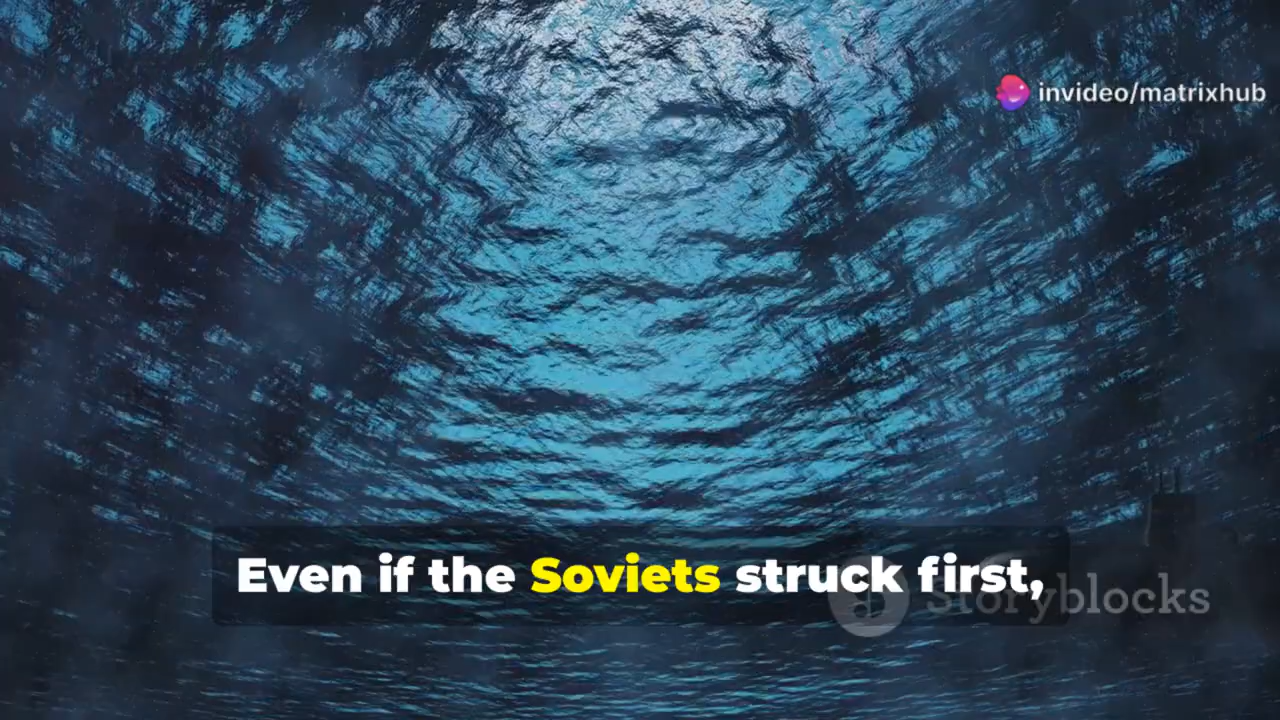 invideo/matrixhub
Even if the Soviets struck first,
Storyblocks